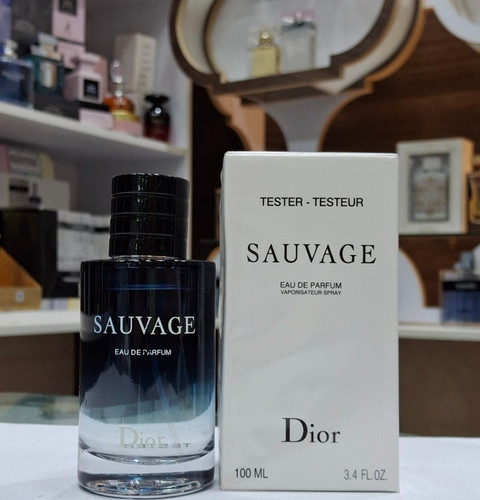 SAUVAGE
EAU DE PARFUM
Dior
TESTER - TESTEUR
SAUVAGE
EAU DE PARFUM
VAPORISATEUR SPRAY
Dior
100 ML 3.4 FL.OZ.